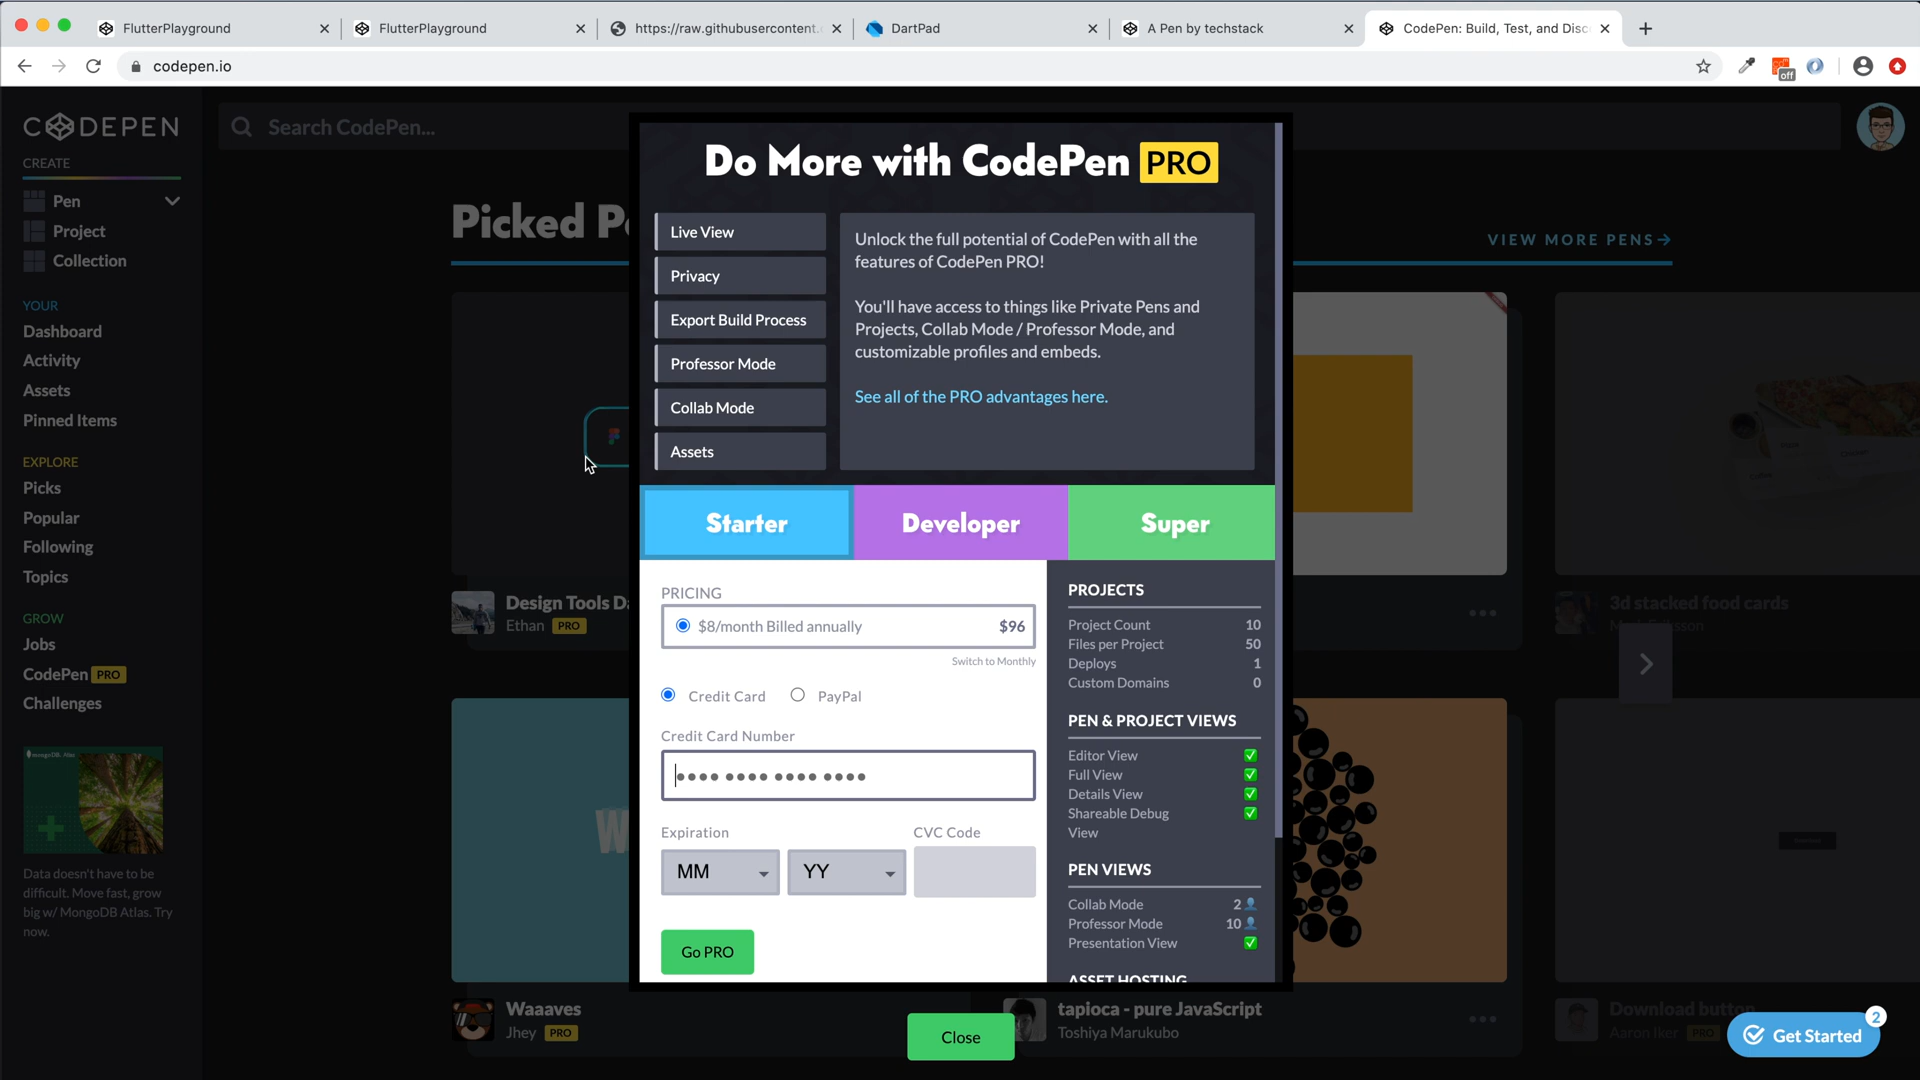 FlutterPlayground
FlutterPlayground
https://raw.githubusercontent.
DartPad
A Pen by techstack
CodePen: Build, Test, and Disc
codepen.io
off
CODEPEN
Search CodePen...
CREATE
Pen
Project
Collection
YOUR
Dashboard
Activity
Assets
Pinned Items
EXPLORE
Picks
Popular
Following
Topics
GROW
Jobs
CodePen PRO
Challenges
mongoDB. Atlas
Data doesn't have to be
difficult. Move fast, grow
big w/ MongoDB Atlas. Try
now.
Picked P
VIEW MORE PENS→
Do More with CodePen PRO
Live View
Privacy
Export Build Process
Professor Mode
Collab Mode
Assets
Unlock the full potential of CodePen with all the
features of CodePen PRO!
You'll have access to things like Private Pens and
Projects, Collab Mode / Professor Mode, and
customizable profiles and embeds.
See all of the PRO advantages here.
Starter
Developer
Super
PRICING
$8/month Billed annually $96
Switch to Monthly
Credit Card
PayPal
Credit Card Number
•••• •••• •••• ••••
Expiration
CVC Code
MM
YY
Go PRO
PROJECTS
Project Count 10
Files per Project 50
Deploys 1
Custom Domains 0
PEN & PROJECT VIEWS
Editor View
Full View
Details View
Shareable Debug
View
PEN VIEWS
Collab Mode 2
Professor Mode 10
Presentation View
ASSET HOSTING
Close
Design Tools D
Ethan PRO
3d stacked food cards
W
Waaaves
Jhey PRO
tapioca - pure JavaScript
Toshiya Marukubo
Download button
Aaron Iker PRO
Get Started
2